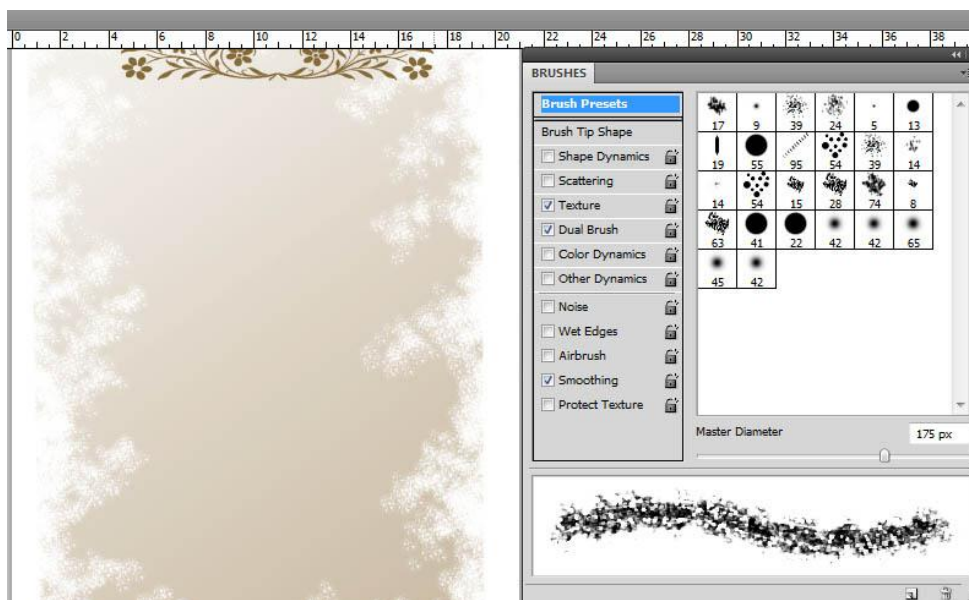 0 2 4 6 8 10 12 14 16 18 20 22 24 26 28 30 32 34 36 38
BRUSHES
Brush Presets
Brush Tip Shape
Shape Dynamics
Scattering
Texture
Dual Brush
Color Dynamics
Other Dynamics
Noise
Wet Edges
Airbrush
Smoothing
Protect Texture
17 9 39 24 5 13
19 55 95 54 39 14
14 54 15 28 74 8
63 41 22 42 42 65
45 42
Master Diameter 175 px